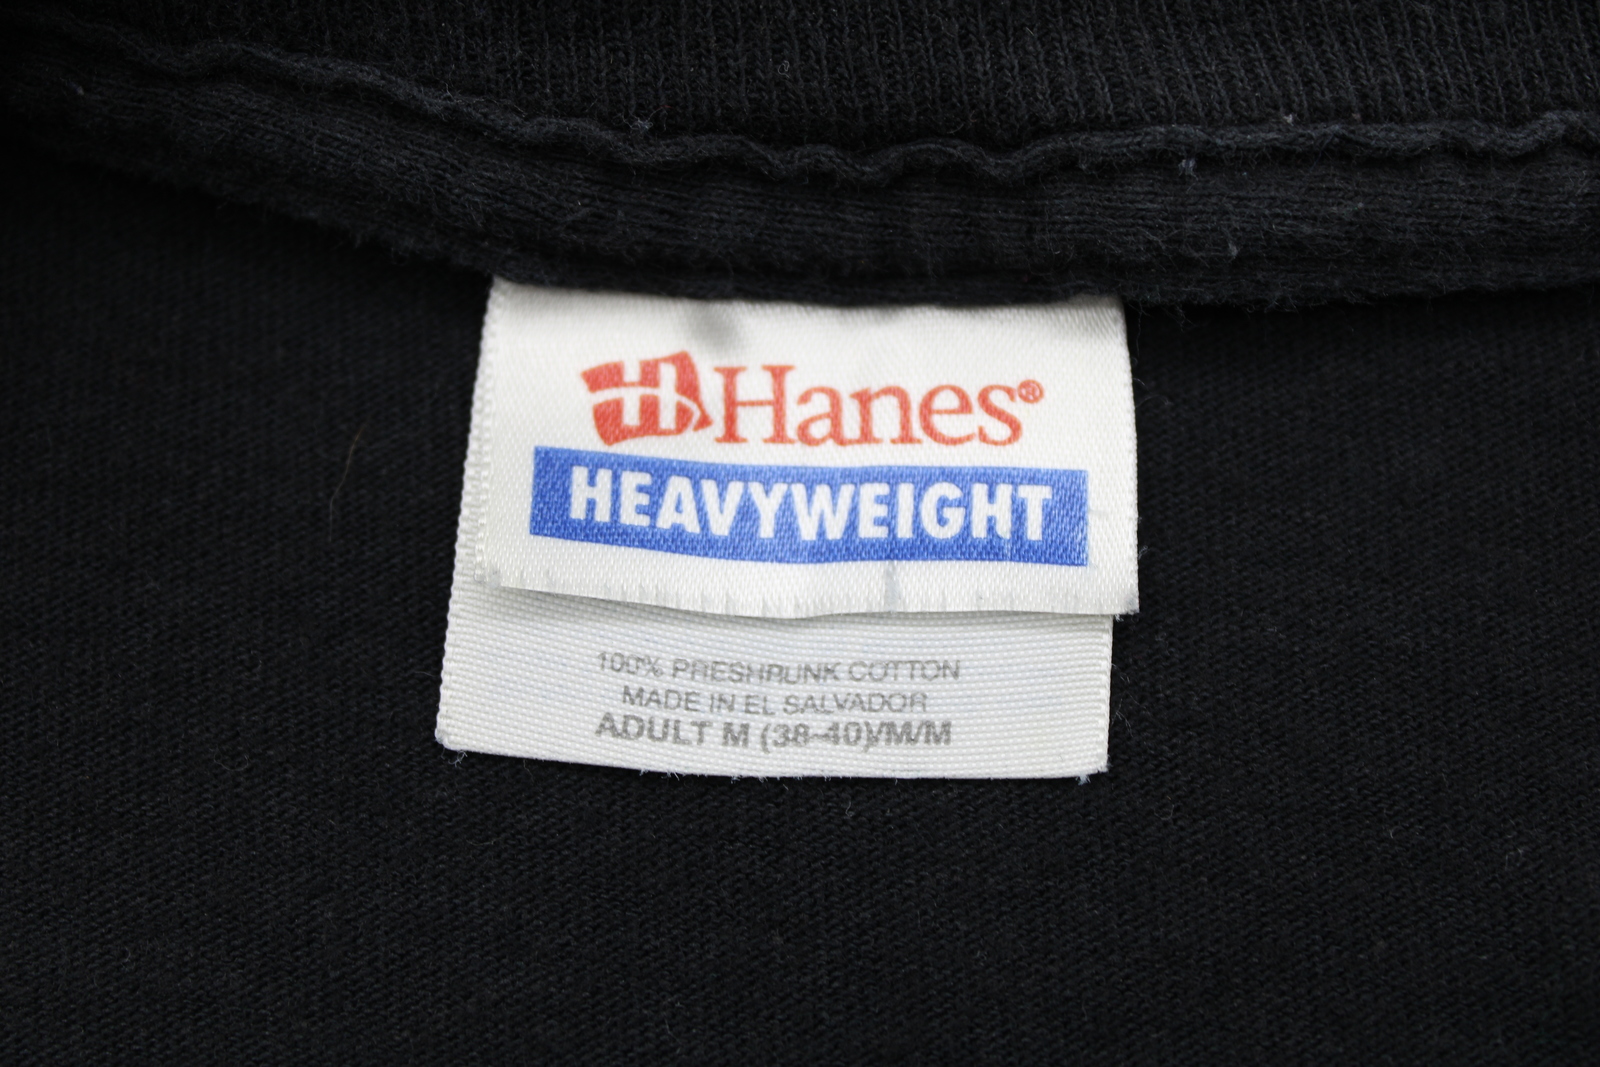 H Hanes®
HEAVYWEIGHT
100% PRESHRUNK COTTON
MADE IN EL SALVADOR
ADULT M (38-40)/M/M